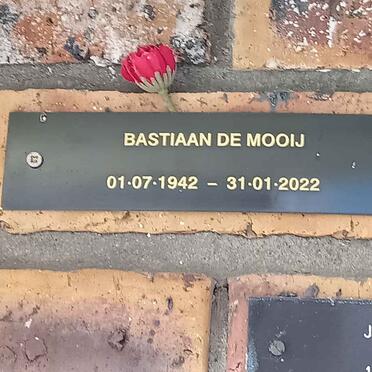 BASTIAAN DE MOOIJ
01·07·1942 – 31·01·2022
J